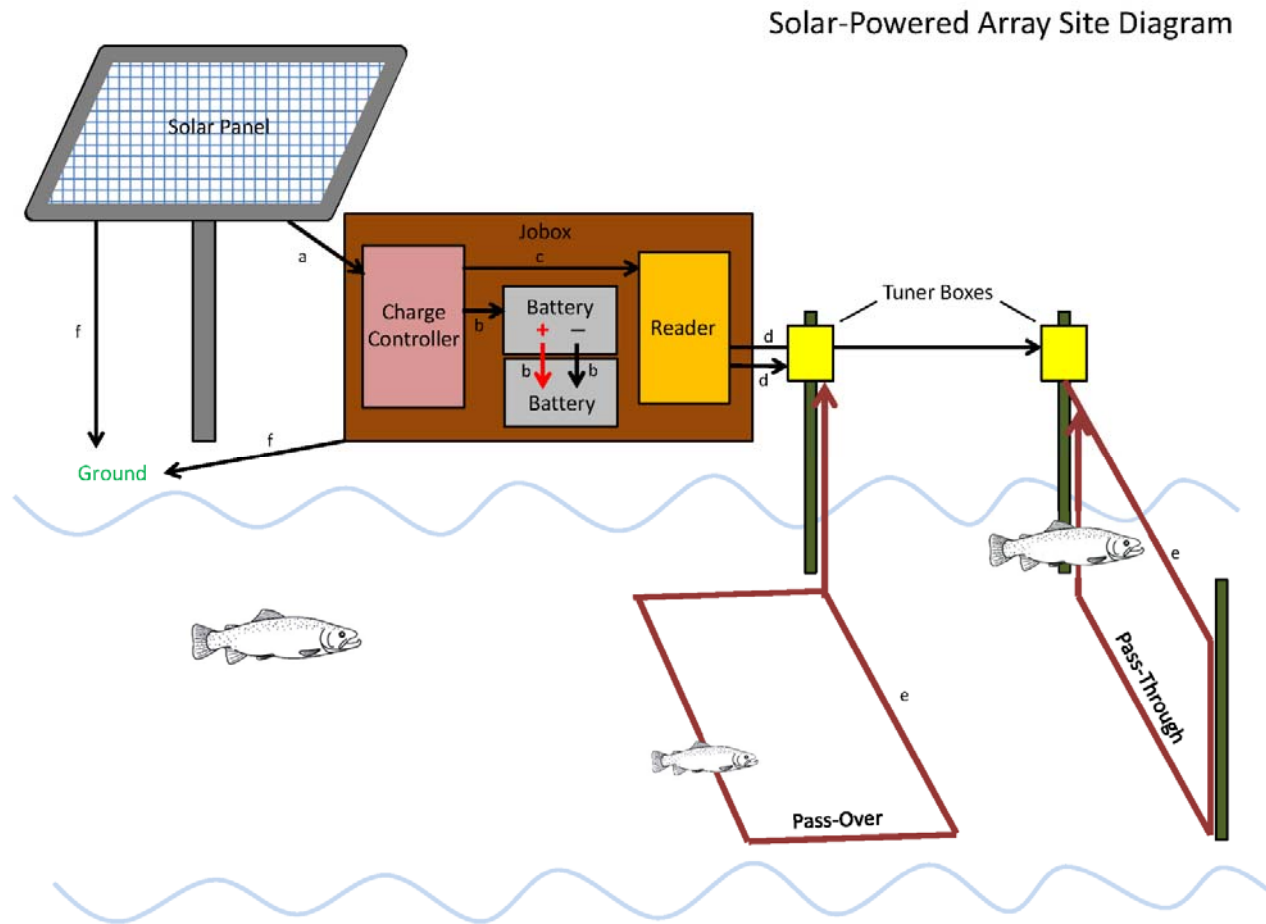 Solar-Powered Array Site Diagram
Solar Panel
Jobox
a
c
Tuner Boxes
Charge
Controller
b
Battery
+ –
Reader
f
d
b
b
d
Battery
f
Ground
e
Pass-Through
e
Pass-Over